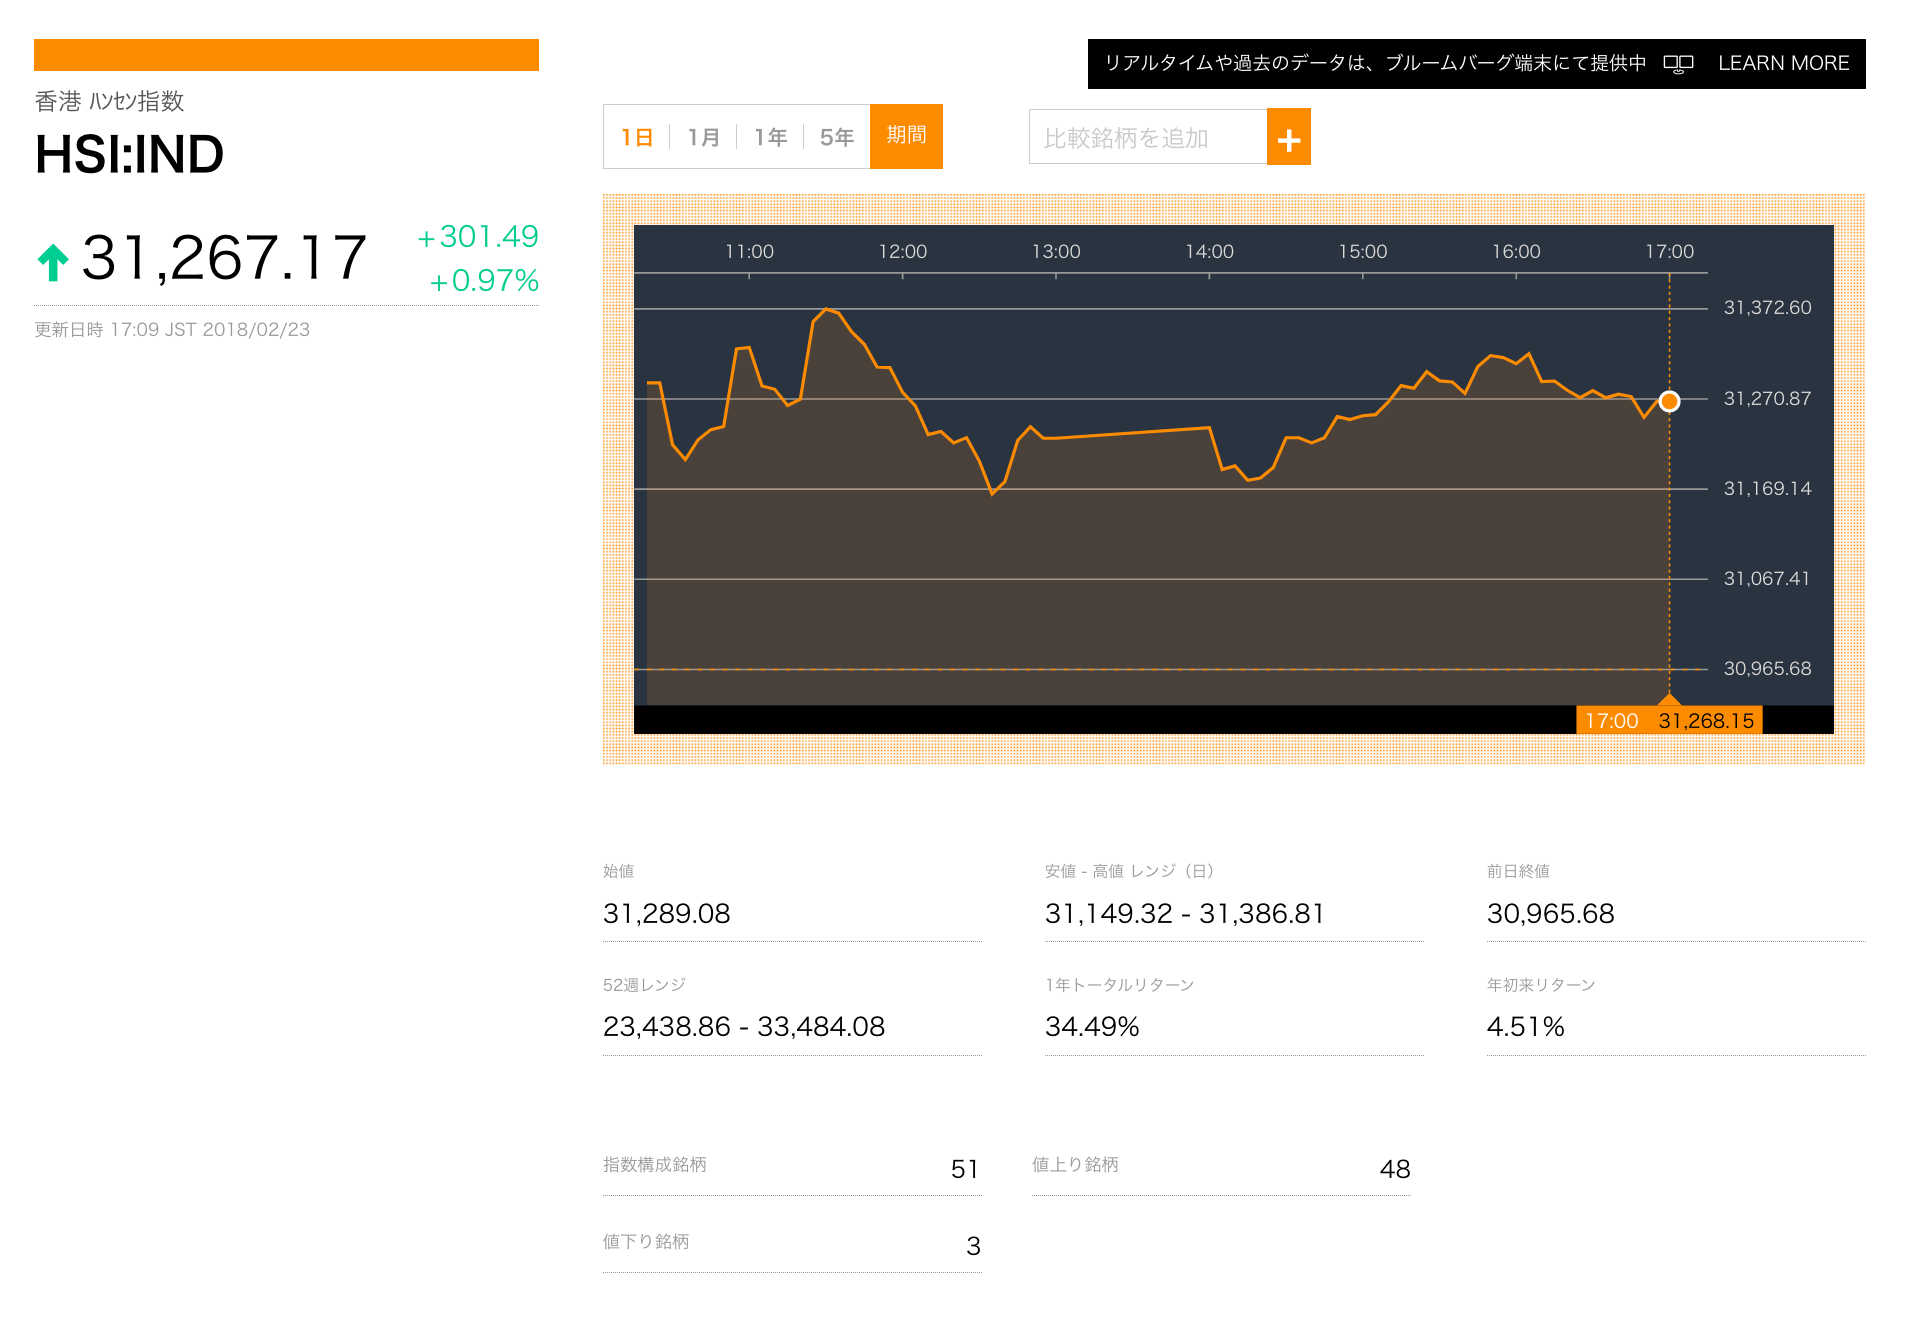 リアルタイムや過去のデータは、ブルームバーグ端末にて提供中 LEARN MORE
香港 ﾊﾝｾﾝ指数
HSI:IND
31,267.17
+301.49
+0.97%
更新日時 17:09 JST 2018/02/23
1日 1月 1年 5年 期間
比較銘柄を追加 +
11:00 12:00 13:00 14:00 15:00 16:00 17:00
31,372.60
31,270.87
31,169.14
31,067.41
30,965.68
17:00 31,268.15
始値 安値 - 高値 レンジ（日） 前日終値
31,289.08 31,149.32 - 31,386.81 30,965.68
52週レンジ 1年トータルリターン 年初来リターン
23,438.86 - 33,484.08 34.49% 4.51%
指数構成銘柄 51 値上り銘柄 48
値下り銘柄 3